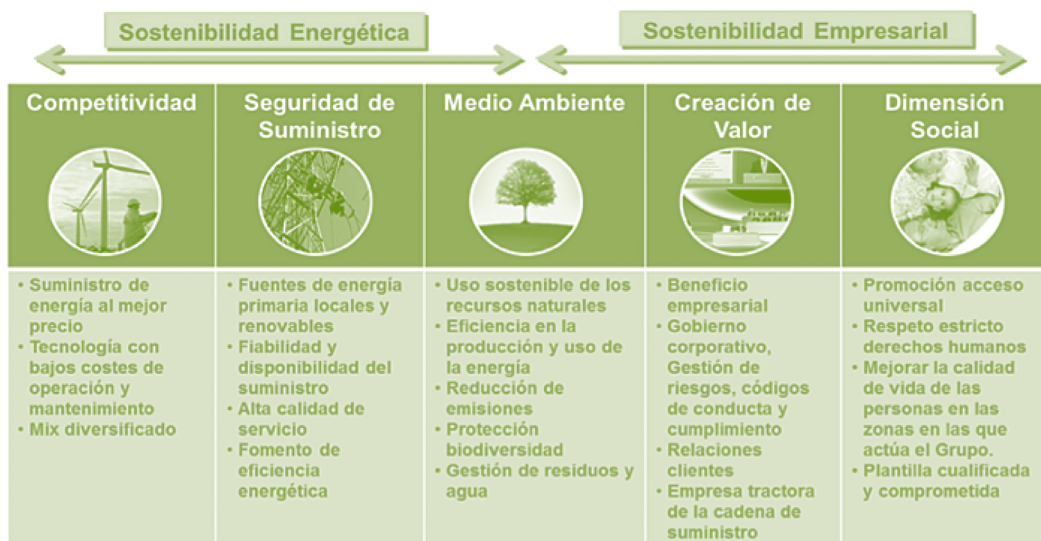 Sostenibilidad Energética
Sostenibilidad Empresarial
Competitividad
Seguridad de
Suministro
Medio Ambiente
Creación de
Valor
Dimensión
Social
• Suministro de
energía al mejor
precio
• Tecnología con
bajos costes de
operación y
mantenimiento
• Mix diversificado
• Fuentes de energía
primaria locales y
renovables
• Fiabilidad y
disponibilidad del
suministro
• Alta calidad de
servicio
• Fomento de
eficiencia
energética
• Uso sostenible de los
recursos naturales
• Eficiencia en la
producción y uso de
la energía
• Reducción de
emisiones
• Protección
biodiversidad
• Gestión de residuos y
agua
• Beneficio
empresarial
• Gobierno
corporativo,
Gestión de
riesgos, códigos
de conducta y
cumplimiento
• Relaciones
clientes
• Empresa tractora
de la cadena de
suministro
• Promoción acceso
universal
• Respeto estricto
derechos humanos
• Mejorar la calidad
de vida de las
personas en las
zonas en las que
actúa el Grupo.
• Plantilla cualificada
y comprometida